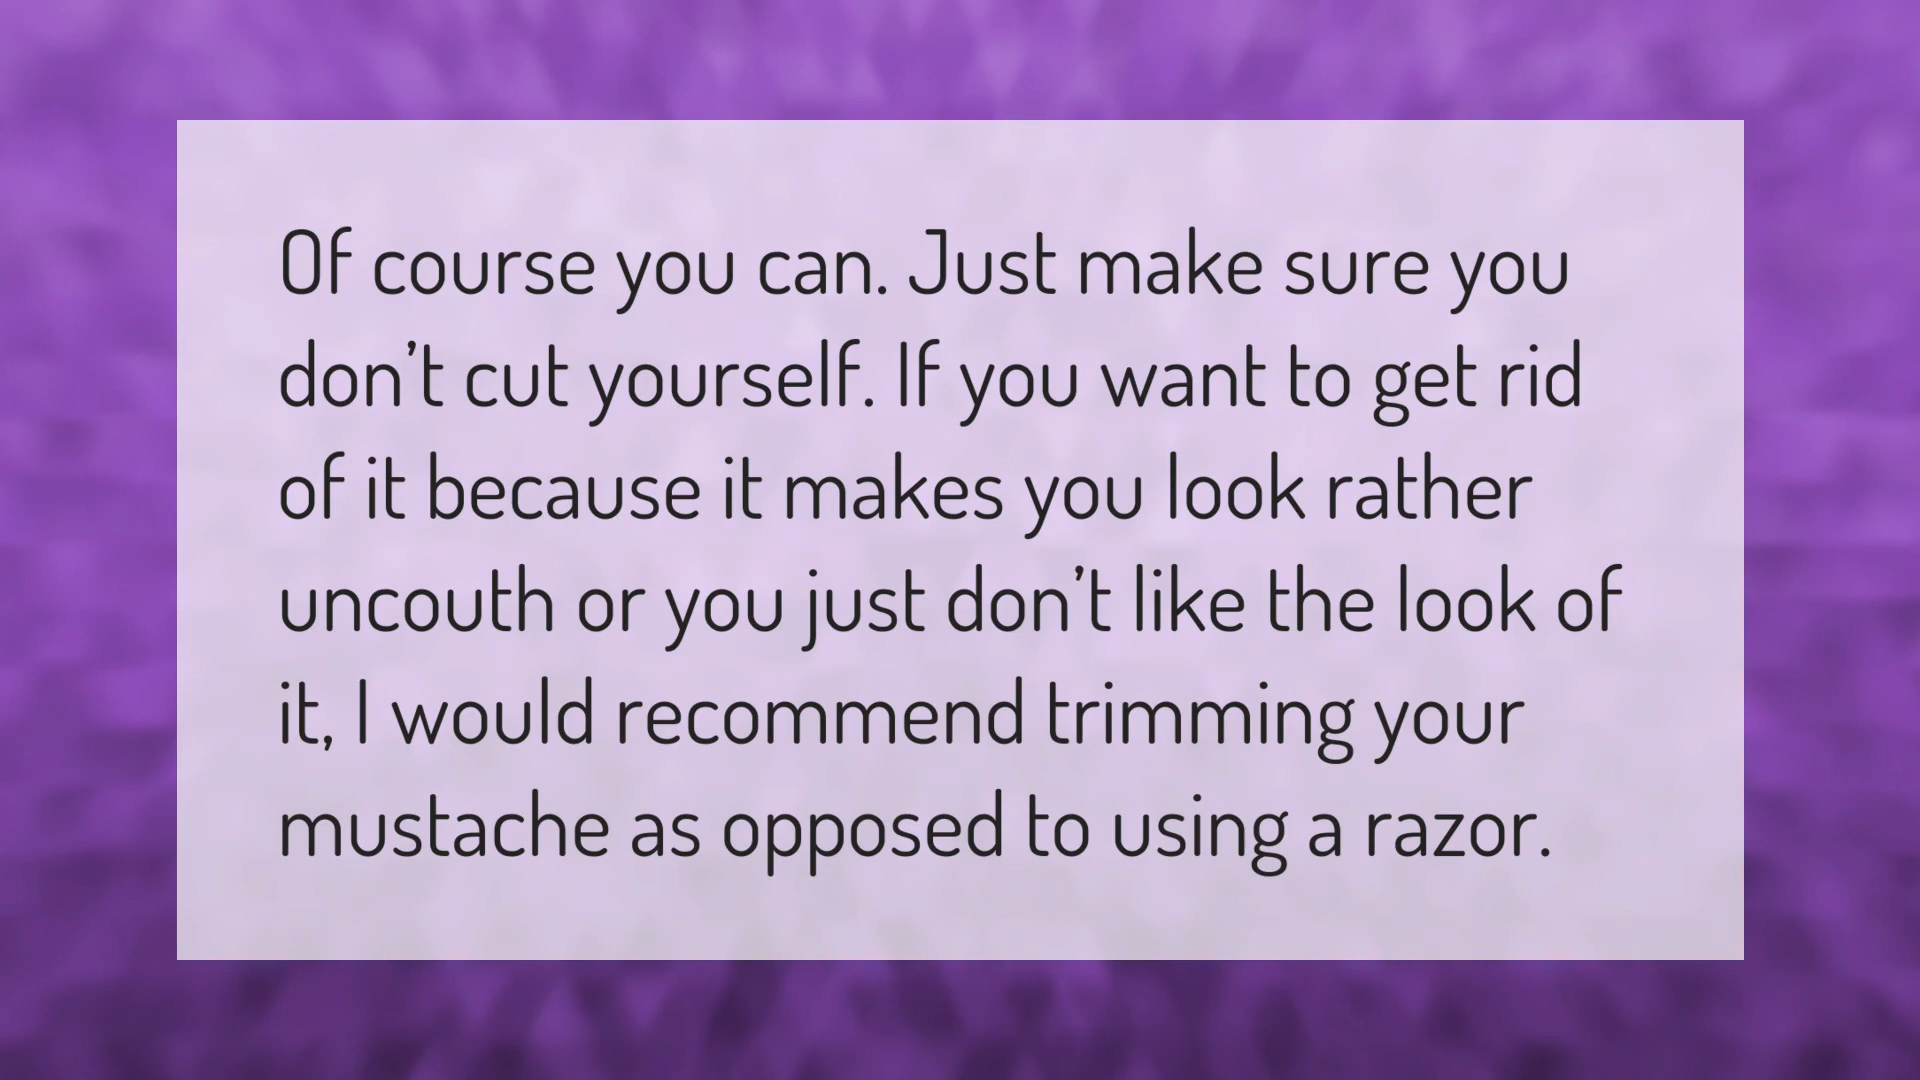 Of course you can. Just make sure you
don't cut yourself. If you want to get rid
of it because it makes you look rather
uncouth or you just don't like the look of
it, I would recommend trimming your
mustache as opposed to using a razor.